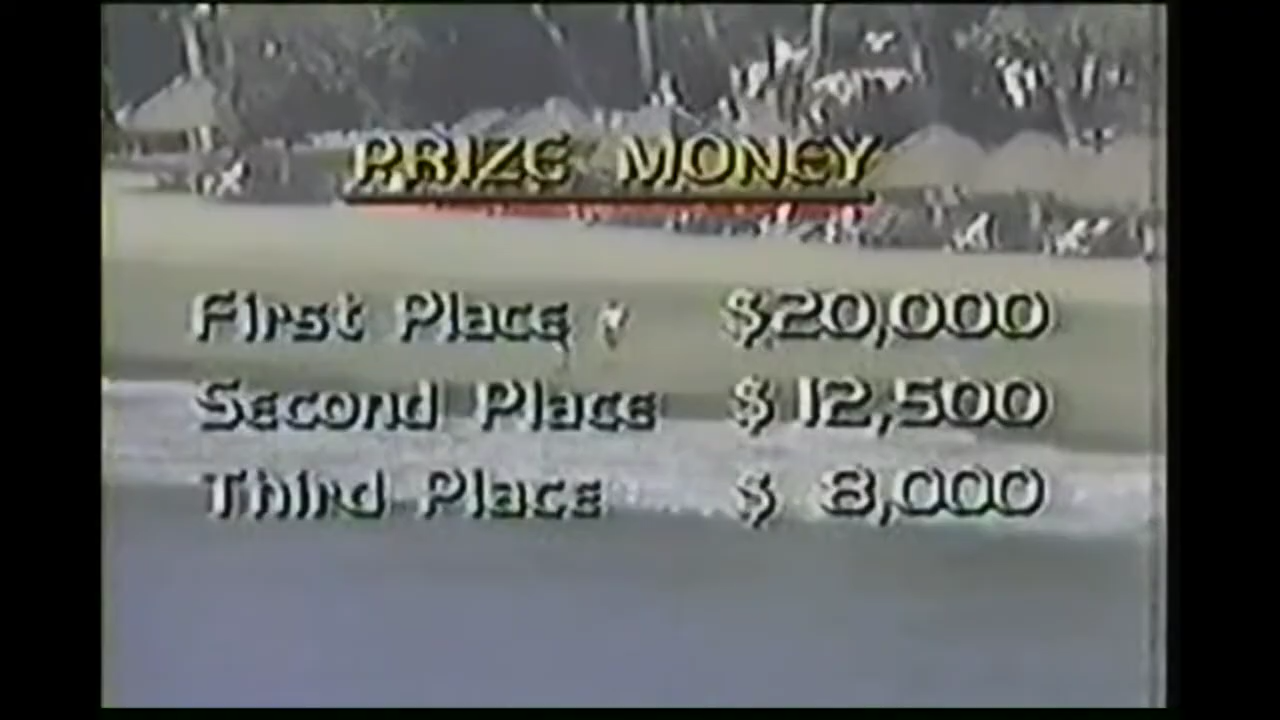 PRIZE MONEY
First Place $20,000
Second Place $12,500
Third Place $ 8,000